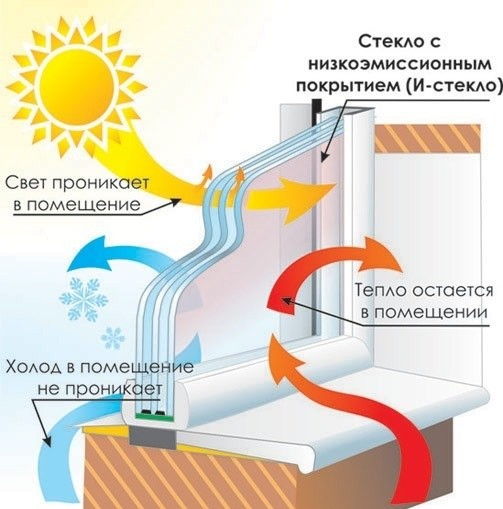 Стекло с
низкоэмиссионным
покрытием (И-стекло)
Свет проникает
в помещение
Тепло остается
в помещении
Холод в помещение
не проникает